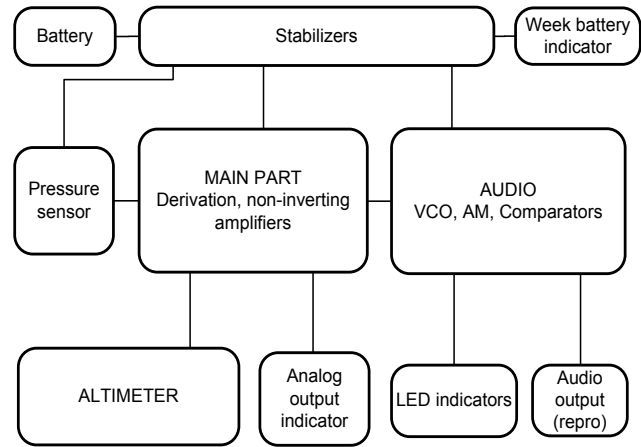 Battery
Stabilizers
Week battery
indicator
Pressure
sensor
MAIN PART
Derivation, non-inverting
amplifiers
AUDIO
VCO, AM, Comparators
ALTIMETER
Analog
output
indicator
LED indicators
Audio
output
(repro)